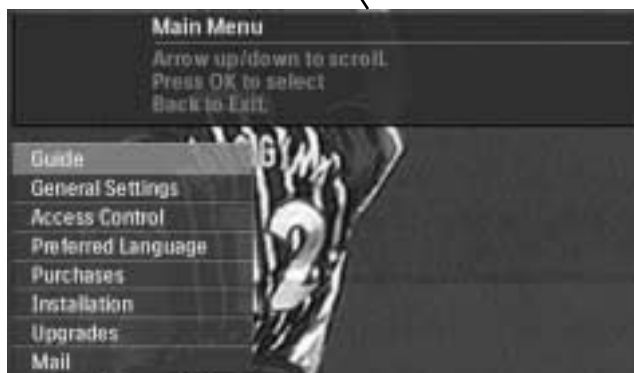 Main Menu
Arrow up/down to scroll.
Press OK to select
Back to Exit.
Guide
General Settings
Access Control
Preferred Language
Purchases
Installation
Upgrades
Mail
2